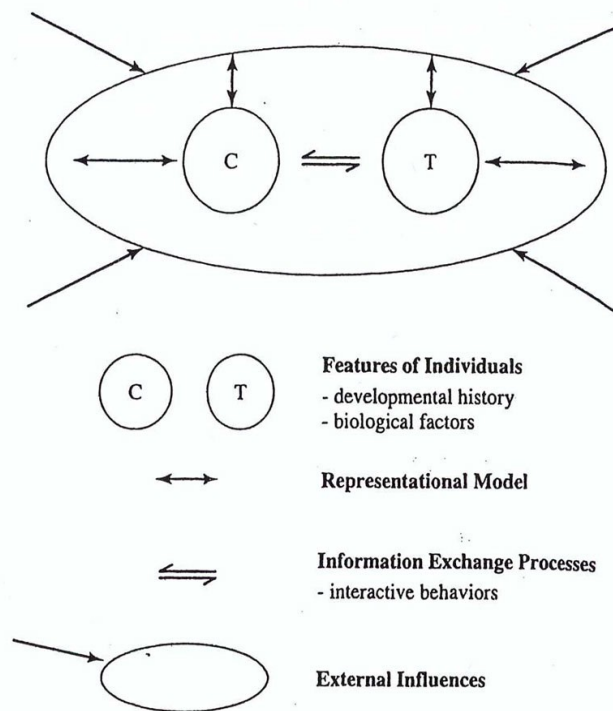 C
T
C
T
Features of Individuals
- developmental history
- biological factors
Representational Model
Information Exchange Processes
- interactive behaviors
External Influences